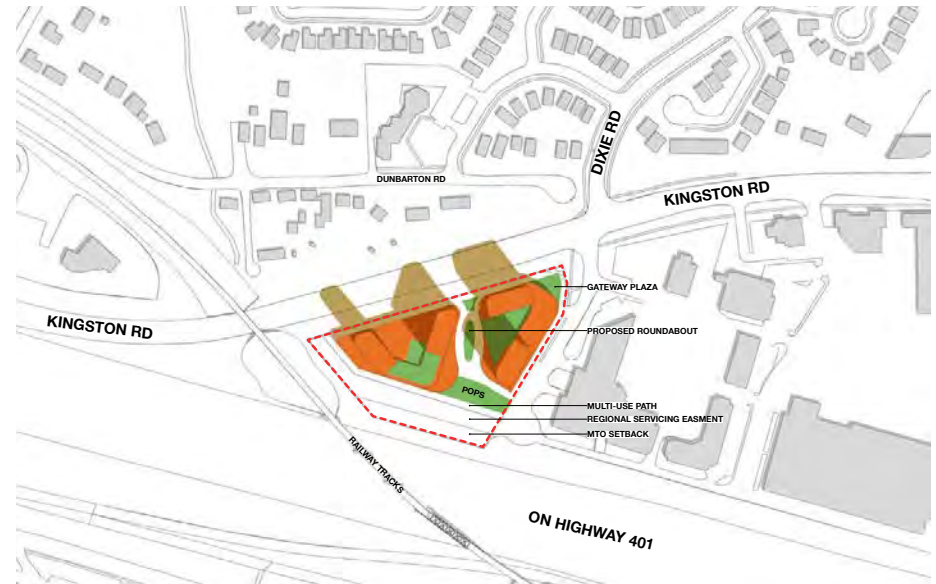 DIXIE RD
DUNBARTON RD
KINGSTON RD
GATEWAY PLAZA
KINGSTON RD
PROPOSED ROUNDABOUT
POPS
MULTI-USE PATH
REGIONAL SERVICING EASMENT
MTO SETBACK
RAILWAY TRACKS
ON HIGHWAY 401